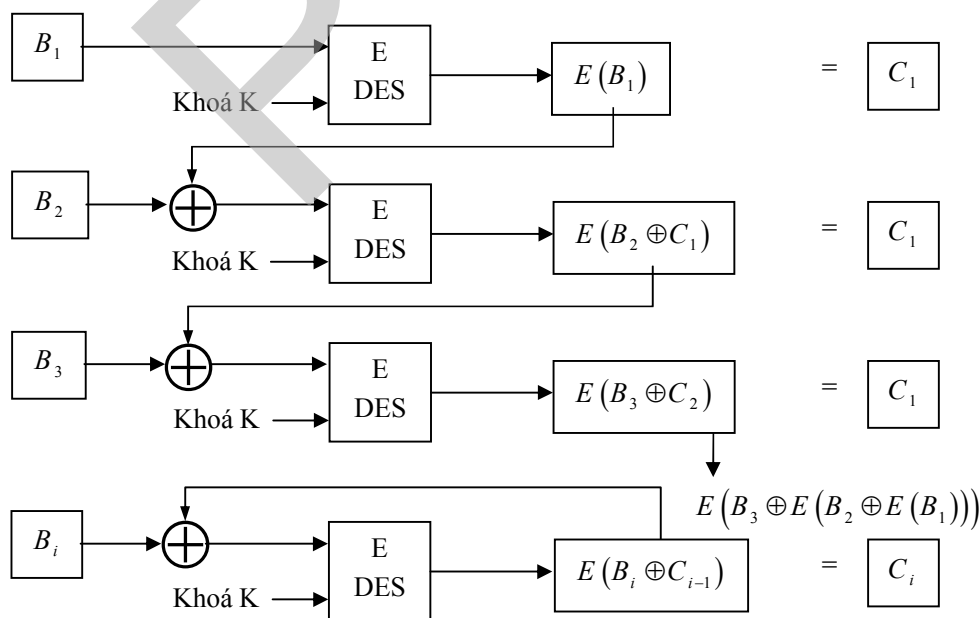 B₁
E
DES
Khoá K
E(B₁)
=
C₁
B₂
E
DES
Khoá K
E(B₂ ⊕C₁)
=
C₁
B₃
E
DES
Khoá K
E(B₃ ⊕C₂)
=
C₁
E(B₃ ⊕ E(B₂ ⊕ E(B₁)))
Bᵢ
E
DES
Khoá K
E(Bᵢ ⊕Cᵢ₋₁)
=
Cᵢ